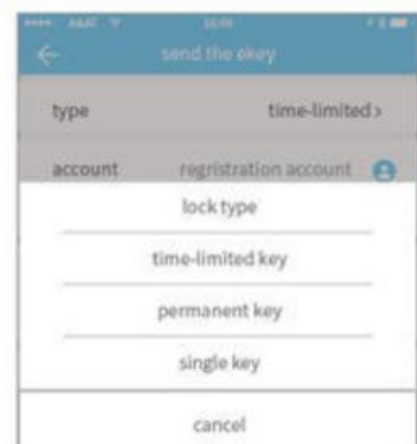 send the ekey
type time-limited >
account regristration account
lock type
time-limited key
permanent key
single key
cancel